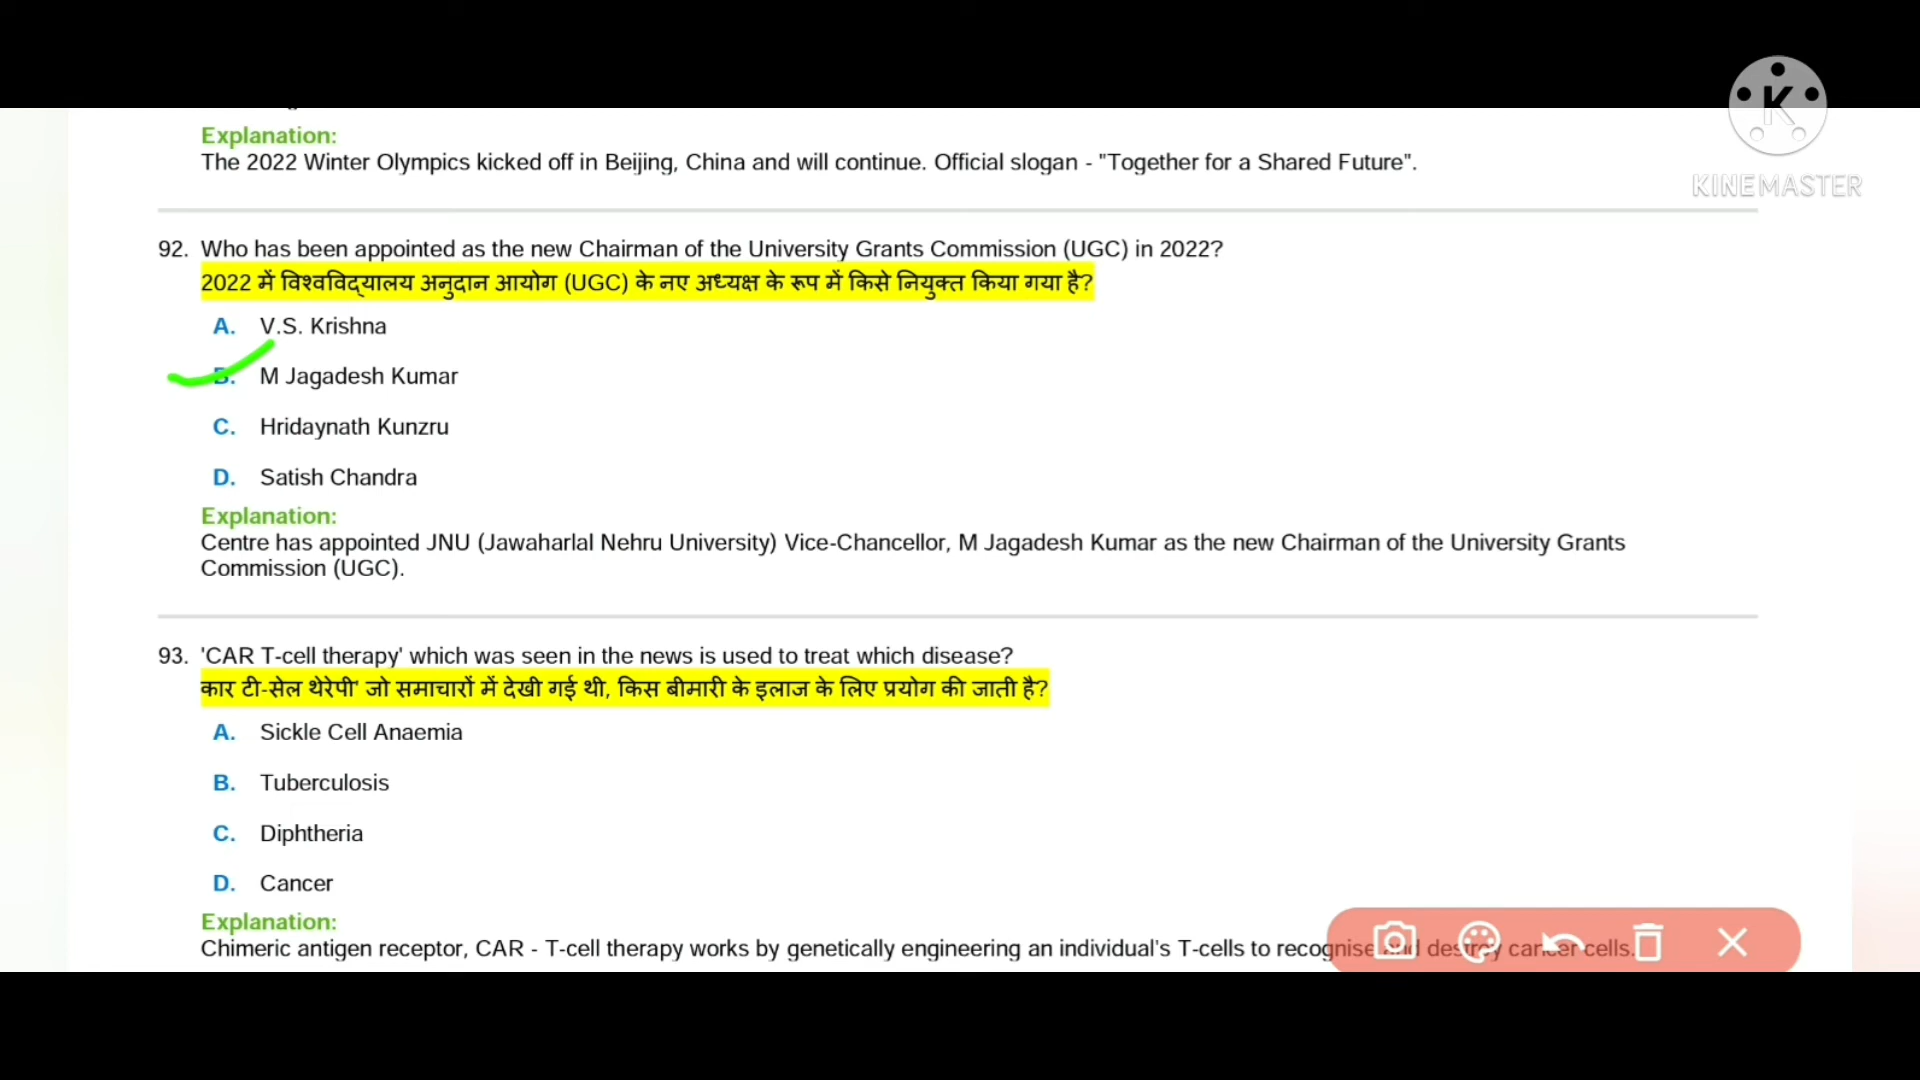 Explanation:
The 2022 Winter Olympics kicked off in Beijing, China and will continue. Official slogan - "Together for a Shared Future".
K
KINEMASTER
92. Who has been appointed as the new Chairman of the University Grants Commission (UGC) in 2022?
2022 में विश्वविद्यालय अनुदान आयोग (UGC) के नए अध्यक्ष के रूप में किसे नियुक्त किया गया है?
A. V.S. Krishna
B. M Jagadesh Kumar
C. Hridaynath Kunzru
D. Satish Chandra
Explanation:
Centre has appointed JNU (Jawaharlal Nehru University) Vice-Chancellor, M Jagadesh Kumar as the new Chairman of the University Grants
Commission (UGC).
93. 'CAR T-cell therapy' which was seen in the news is used to treat which disease?
कार टी-सेल थेरेपी' जो समाचारों में देखी गई थी, किस बीमारी के इलाज के लिए प्रयोग की जाती है?
A. Sickle Cell Anaemia
B. Tuberculosis
C. Diphtheria
D. Cancer
Explanation:
Chimeric antigen receptor, CAR - T-cell therapy works by genetically engineering an individual's T-cells to recognise and destroy cancer cells.